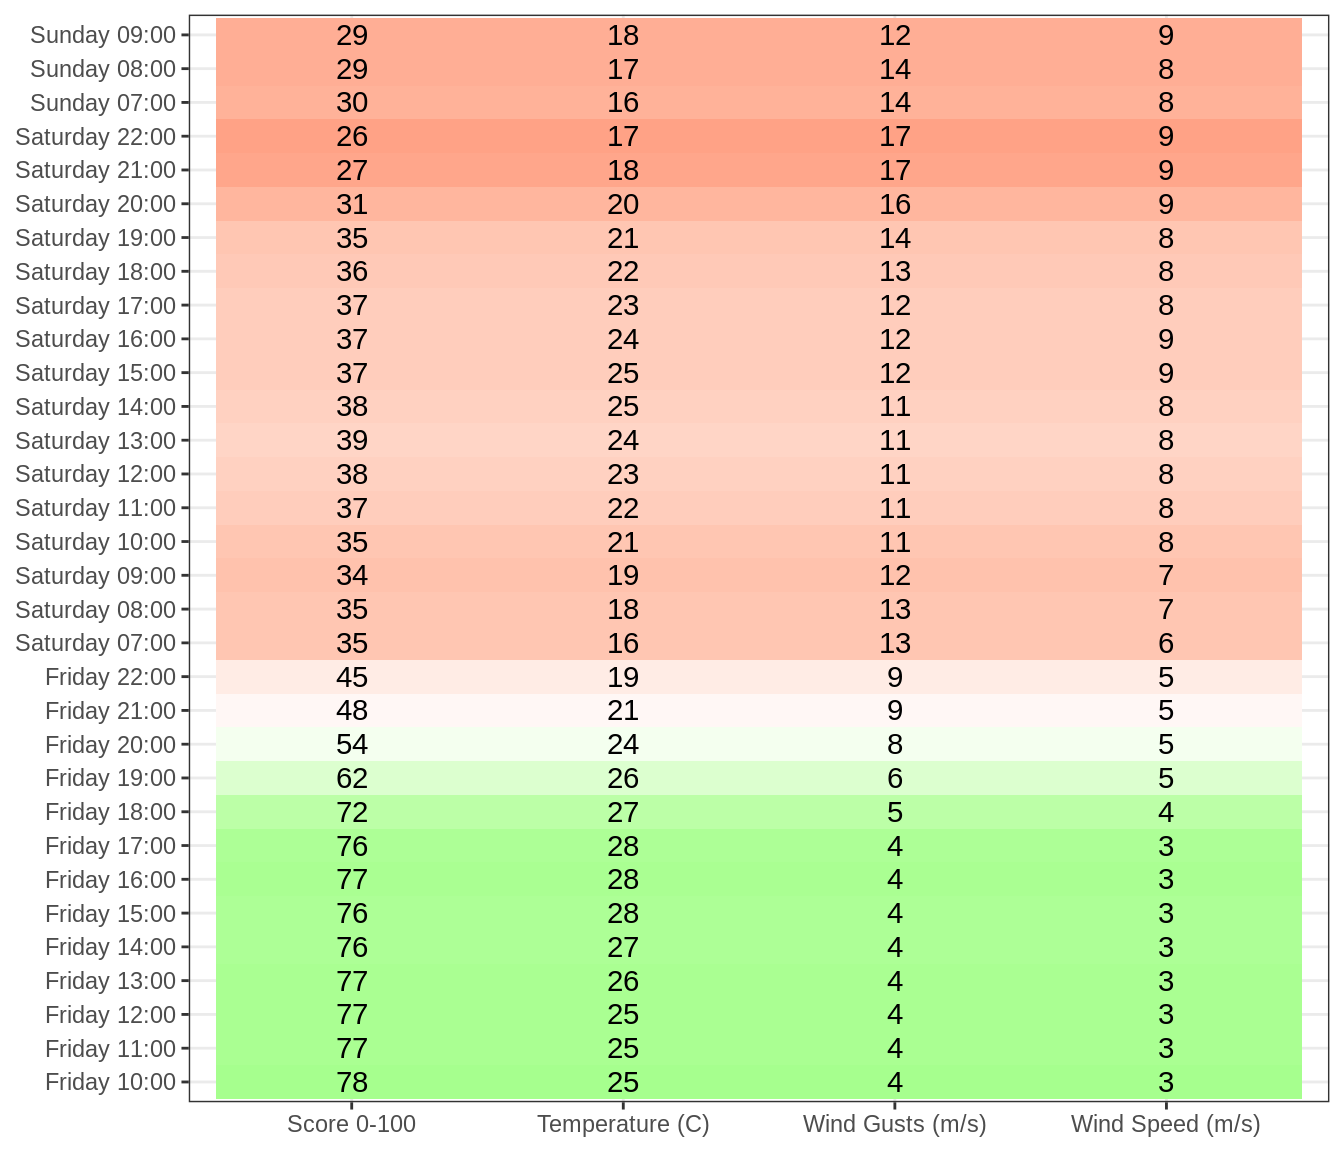 Sunday 09:00 29 18 12 9
Sunday 08:00 29 17 14 8
Sunday 07:00 30 16 14 8
Saturday 22:00 26 17 17 9
Saturday 21:00 27 18 17 9
Saturday 20:00 31 20 16 9
Saturday 19:00 35 21 14 8
Saturday 18:00 36 22 13 8
Saturday 17:00 37 23 12 8
Saturday 16:00 37 24 12 9
Saturday 15:00 37 25 12 9
Saturday 14:00 38 25 11 8
Saturday 13:00 39 24 11 8
Saturday 12:00 38 23 11 8
Saturday 11:00 37 22 11 8
Saturday 10:00 35 21 11 8
Saturday 09:00 34 19 12 7
Saturday 08:00 35 18 13 7
Saturday 07:00 35 16 13 6
Friday 22:00 45 19 9 5
Friday 21:00 48 21 9 5
Friday 20:00 54 24 8 5
Friday 19:00 62 26 6 5
Friday 18:00 72 27 5 4
Friday 17:00 76 28 4 3
Friday 16:00 77 28 4 3
Friday 15:00 76 28 4 3
Friday 14:00 76 27 4 3
Friday 13:00 77 26 4 3
Friday 12:00 77 25 4 3
Friday 11:00 77 25 4 3
Friday 10:00 78 25 4 3
Score 0-100 Temperature (C) Wind Gusts (m/s) Wind Speed (m/s)